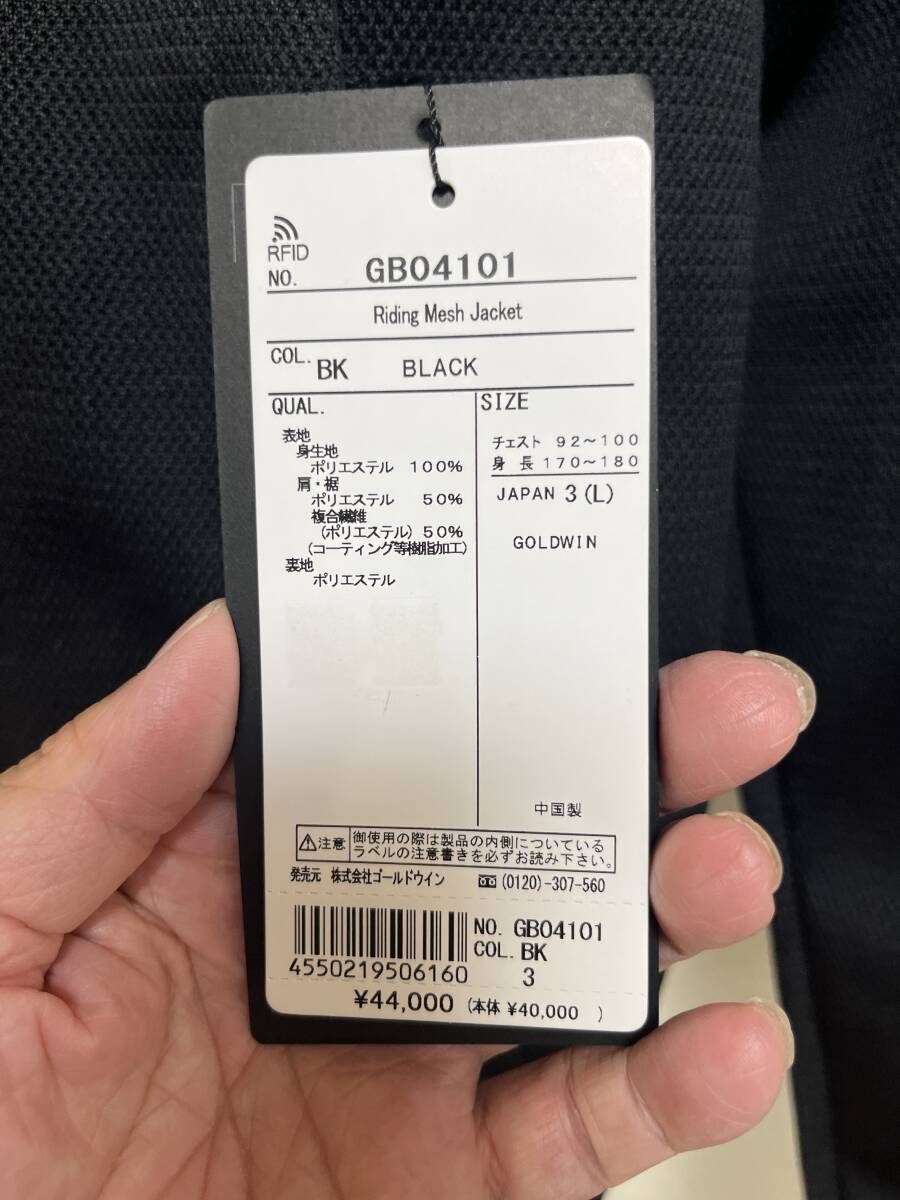 RFID
NO. GB04101
Riding Mesh Jacket
COL. BK BLACK
QUAL.
表地
身生地
ポリエステル 100%
肩・裾
ポリエステル 50%
複合繊維
(ポリエステル) 50%
(コーティング等樹脂加工)
裏地
ポリエステル
SIZE
チェスト 92～100
身 長 170～180
JAPAN 3 (L)
GOLDWIN
中国製
注意
御使用の際は製品の内側についている
ラベルの注意書きを必ずお読み下さい。
発売元 株式会社ゴールドウイン (0120)-307-560
4550219506160
NO. GB04101
COL. BK
3
¥44,000 (本体 ¥40,000 )